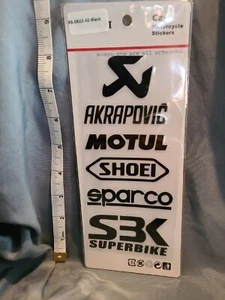 Car
Motorcycle
Stickers
AKRAPOVIČ
MOTUL
SHOEI
sparco
SBK
SUPERBIKE